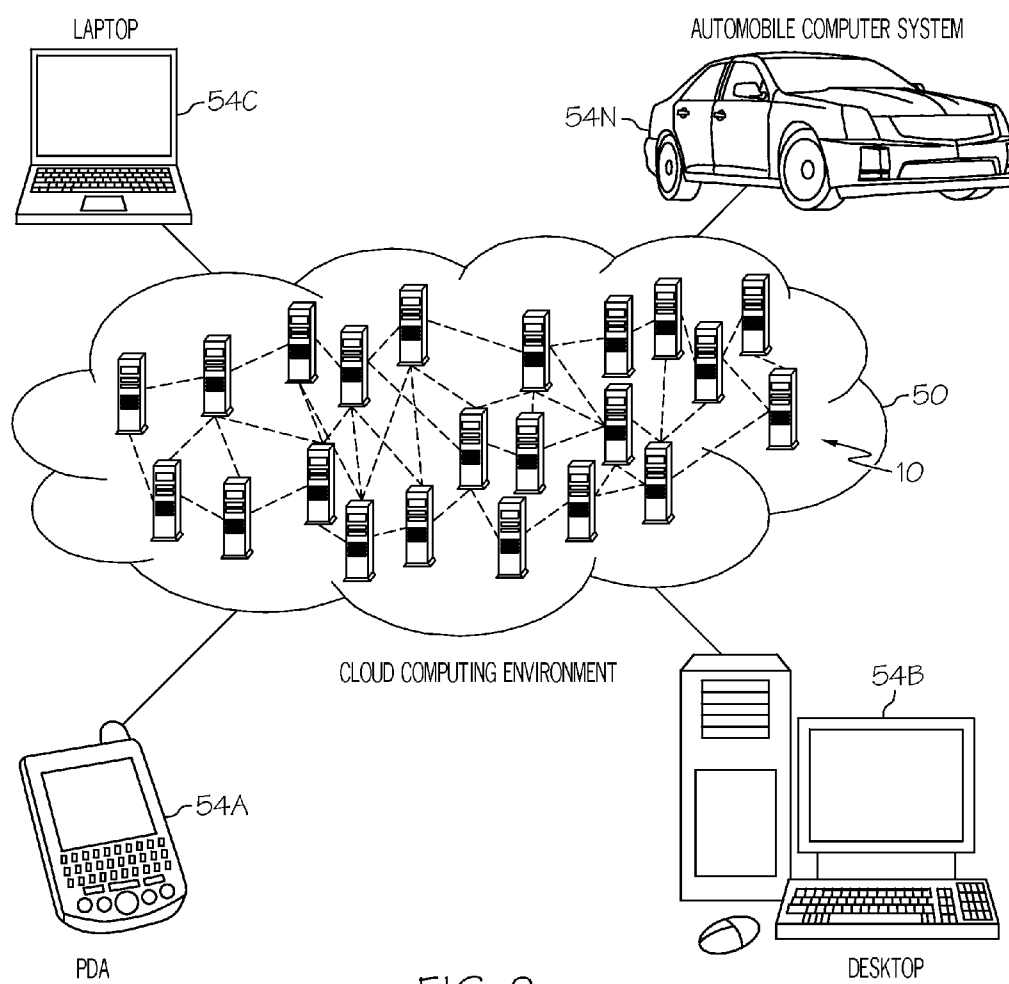 LAPTOP
AUTOMOBILE COMPUTER SYSTEM
54C
54N
50
10
CLOUD COMPUTING ENVIRONMENT
54B
54A
PDA
DESKTOP